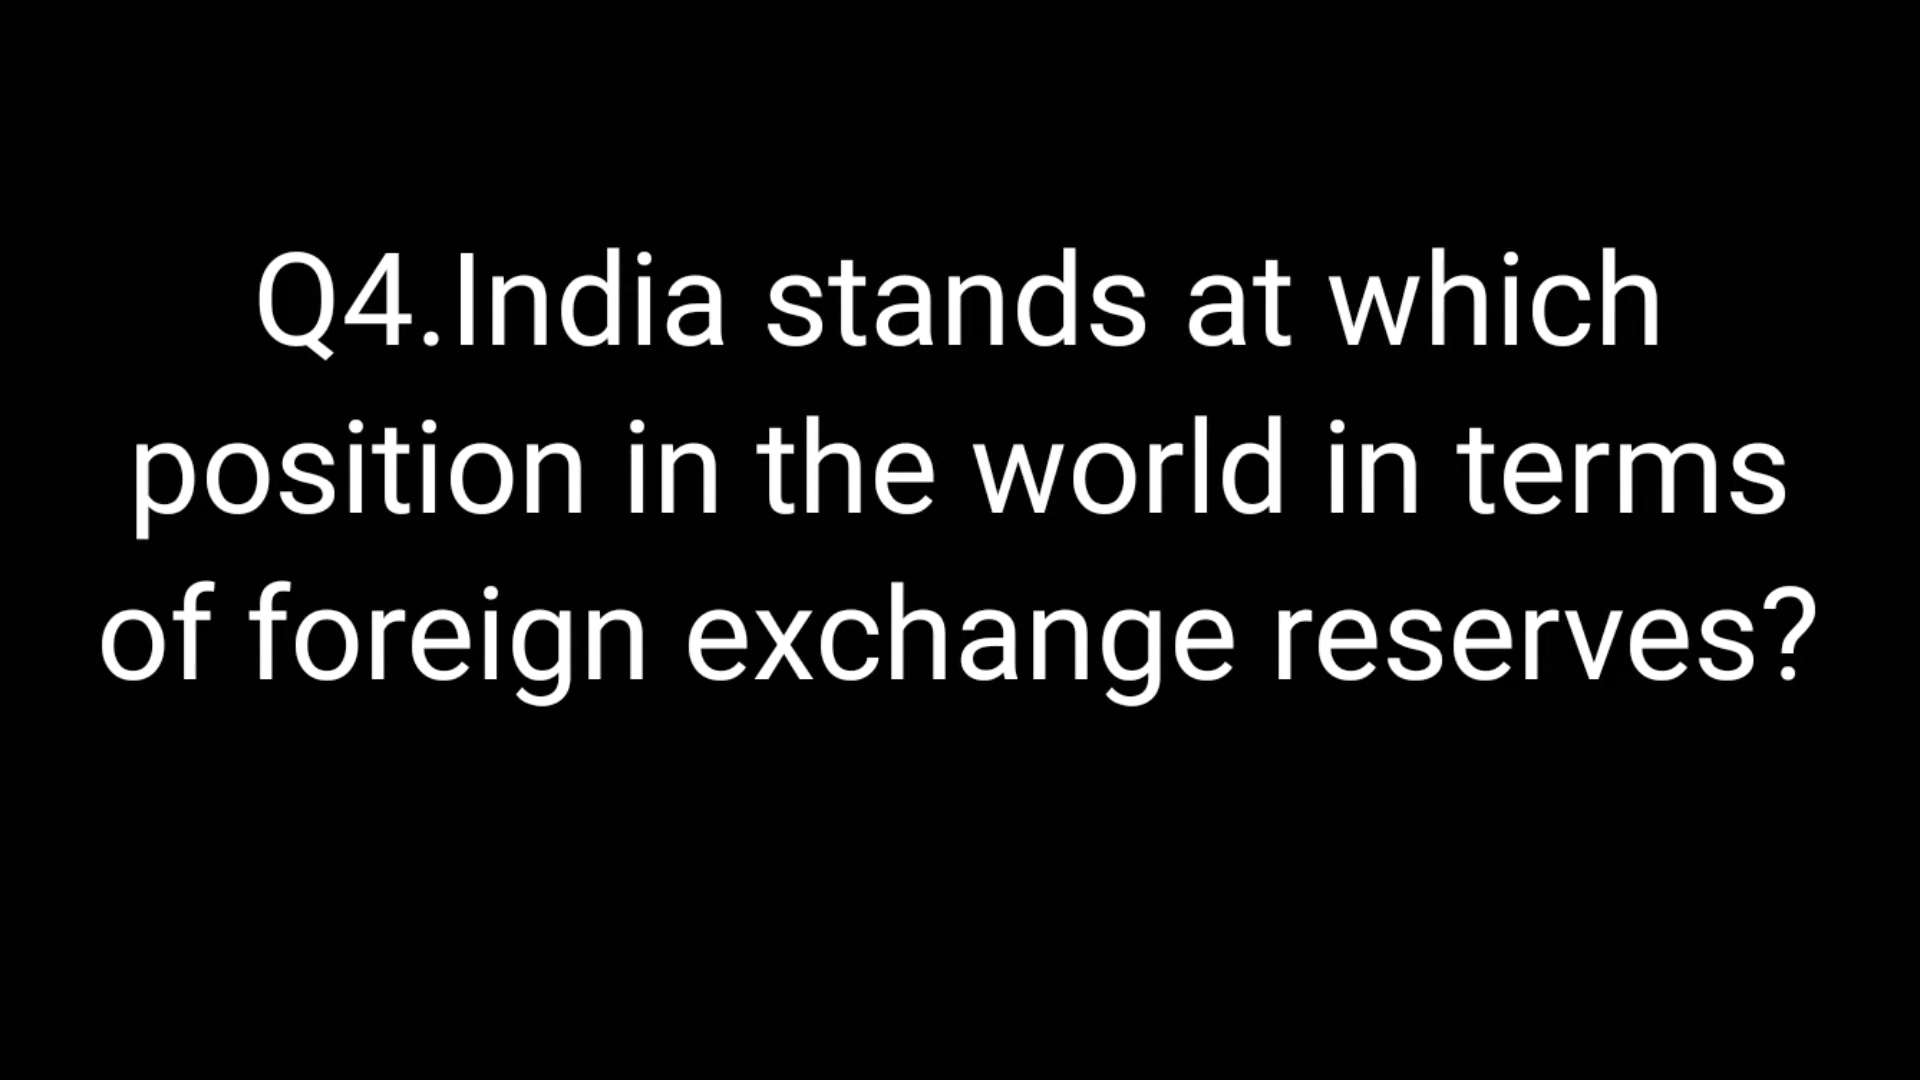 Q4.India stands at which
position in the world in terms
of foreign exchange reserves?